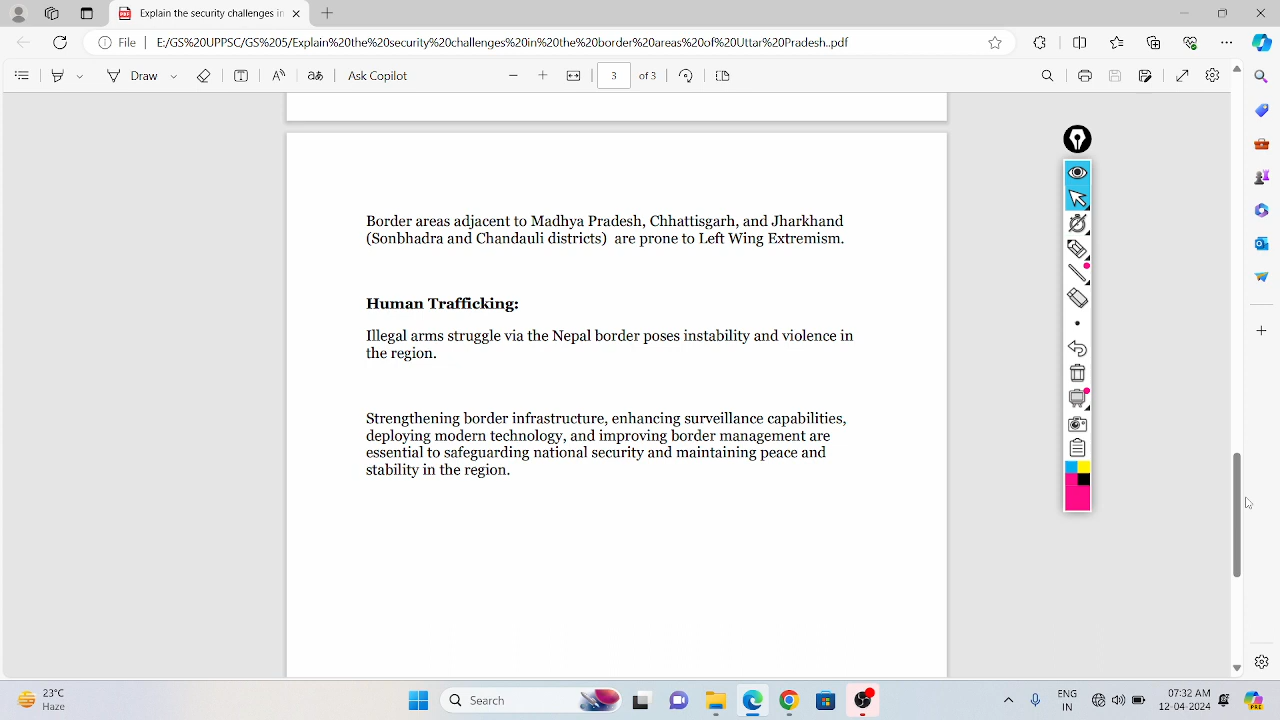 Explain the security challenges in
File
E:/GS%20UPPSC/GS%205/Explain%20the%20security%20challenges%20in%20the%20border%20areas%20of%20Uttar%20Pradesh..pdf
Draw
Ask Copilot
3 of 3
Border areas adjacent to Madhya Pradesh, Chhattisgarh, and Jharkhand
(Sonbhadra and Chandauli districts) are prone to Left Wing Extremism.
Human Trafficking:
Illegal arms struggle via the Nepal border poses instability and violence in
the region.
Strengthening border infrastructure, enhancing surveillance capabilities,
deploying modern technology, and improving border management are
essential to safeguarding national security and maintaining peace and
stability in the region.
23°C
Haze
Search
ENG
IN
07:32 AM
12-04-2024